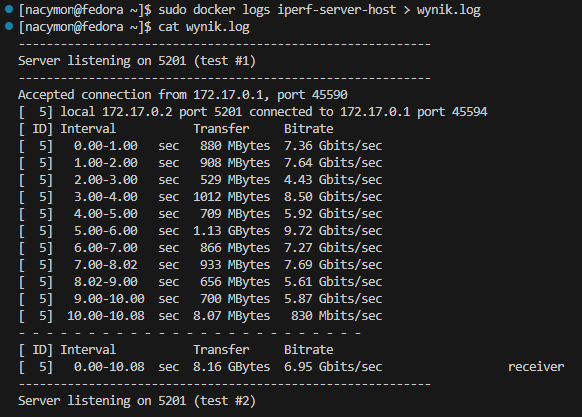 [nacymon@fedora ~]$ sudo docker logs iperf-server-host > wynik.log
[nacymon@fedora ~]$ cat wynik.log
-----------------------------------------------------------
Server listening on 5201 (test #1)
-----------------------------------------------------------
Accepted connection from 172.17.0.1, port 45590
[  5] local 172.17.0.2 port 5201 connected to 172.17.0.1 port 45594
[ ID] Interval           Transfer     Bitrate
[  5]   0.00-1.00   sec   880 MBytes  7.36 Gbits/sec
[  5]   1.00-2.00   sec   908 MBytes  7.64 Gbits/sec
[  5]   2.00-3.00   sec   529 MBytes  4.43 Gbits/sec
[  5]   3.00-4.00   sec  1012 MBytes  8.50 Gbits/sec
[  5]   4.00-5.00   sec   709 MBytes  5.92 Gbits/sec
[  5]   5.00-6.00   sec  1.13 GBytes  9.72 Gbits/sec
[  5]   6.00-7.00   sec   866 MBytes  7.27 Gbits/sec
[  5]   7.00-8.02   sec   933 MBytes  7.69 Gbits/sec
[  5]   8.02-9.00   sec   656 MBytes  5.61 Gbits/sec
[  5]   9.00-10.00  sec   700 MBytes  5.87 Gbits/sec
[  5]  10.00-10.08  sec  8.07 MBytes   830 Mbits/sec
- - - - - - - - - - - - - - - - - - - - - - - - -
[ ID] Interval           Transfer     Bitrate
[  5]   0.00-10.08  sec  8.16 GBytes  6.95 Gbits/sec                  receiver
-----------------------------------------------------------
Server listening on 5201 (test #2)